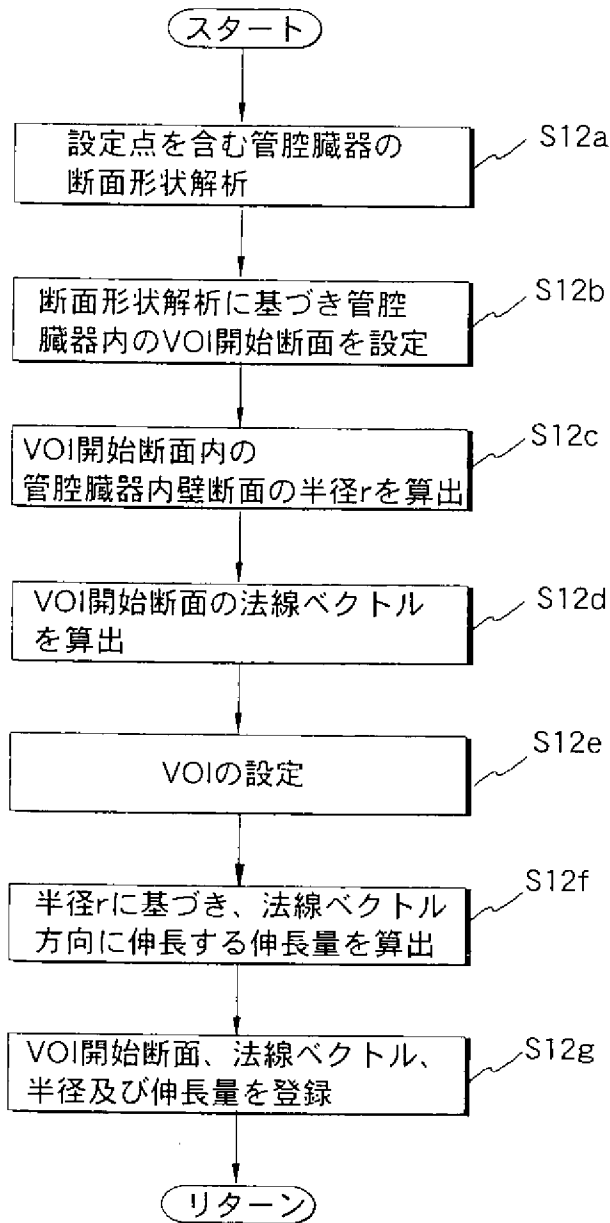 スタート
設定点を含む管腔臓器の
断面形状解析
S12a
断面形状解析に基づき管腔
臓器内のVOI開始断面を設定
S12b
VOI開始断面内の
管腔臓器内壁断面の半径rを算出
S12c
VOI開始断面の法線ベクトル
を算出
S12d
VOIの設定
S12e
半径rに基づき、法線ベクトル
方向に伸長する伸長量を算出
S12f
VOI開始断面、法線ベクトル、
半径及び伸長量を登録
S12g
リターン